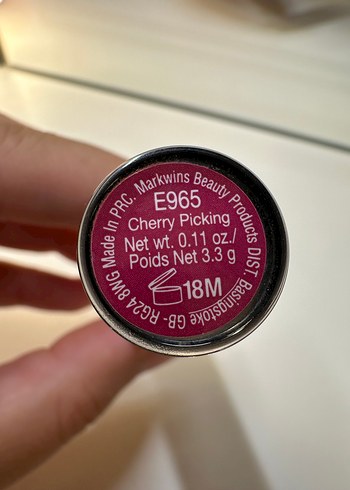 Made In PRC. Markwins Beauty Products DIST. Basingstoke GB - RG24 8WG
E965
Cherry Picking
Net wt. 0.11 oz./
Poids Net 3.3 g
18M